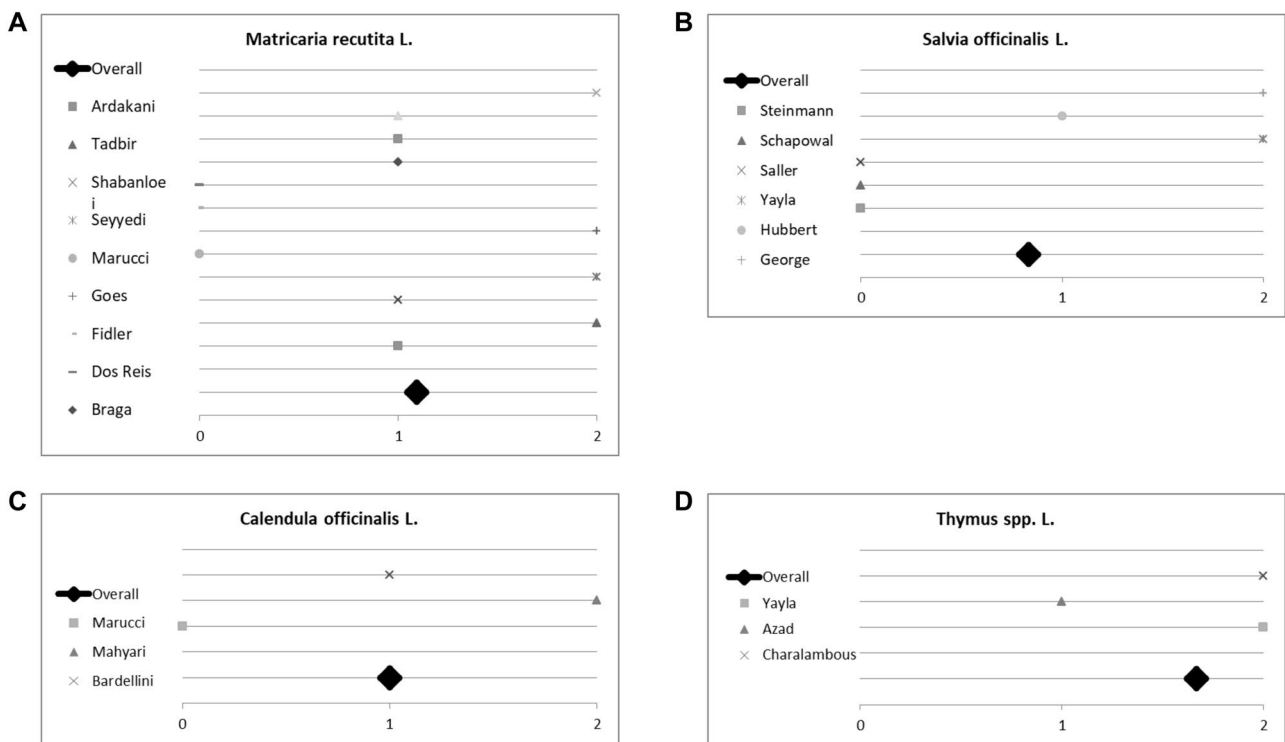 A
Matricaria recutita L.
Overall
Ardakani
Tadbir
Shabanloe
i
Seyyedi
Marucci
Goes
Fidler
Dos Reis
Braga
0 1 2
B
Salvia officinalis L.
Overall
Steinmann
Schapowal
Saller
Yayla
Hubbert
George
0 1 2
C
Calendula officinalis L.
Overall
Marucci
Mahyari
Bardellini
0 1 2
D
Thymus spp. L.
Overall
Yayla
Azad
Charalambous
0 1 2